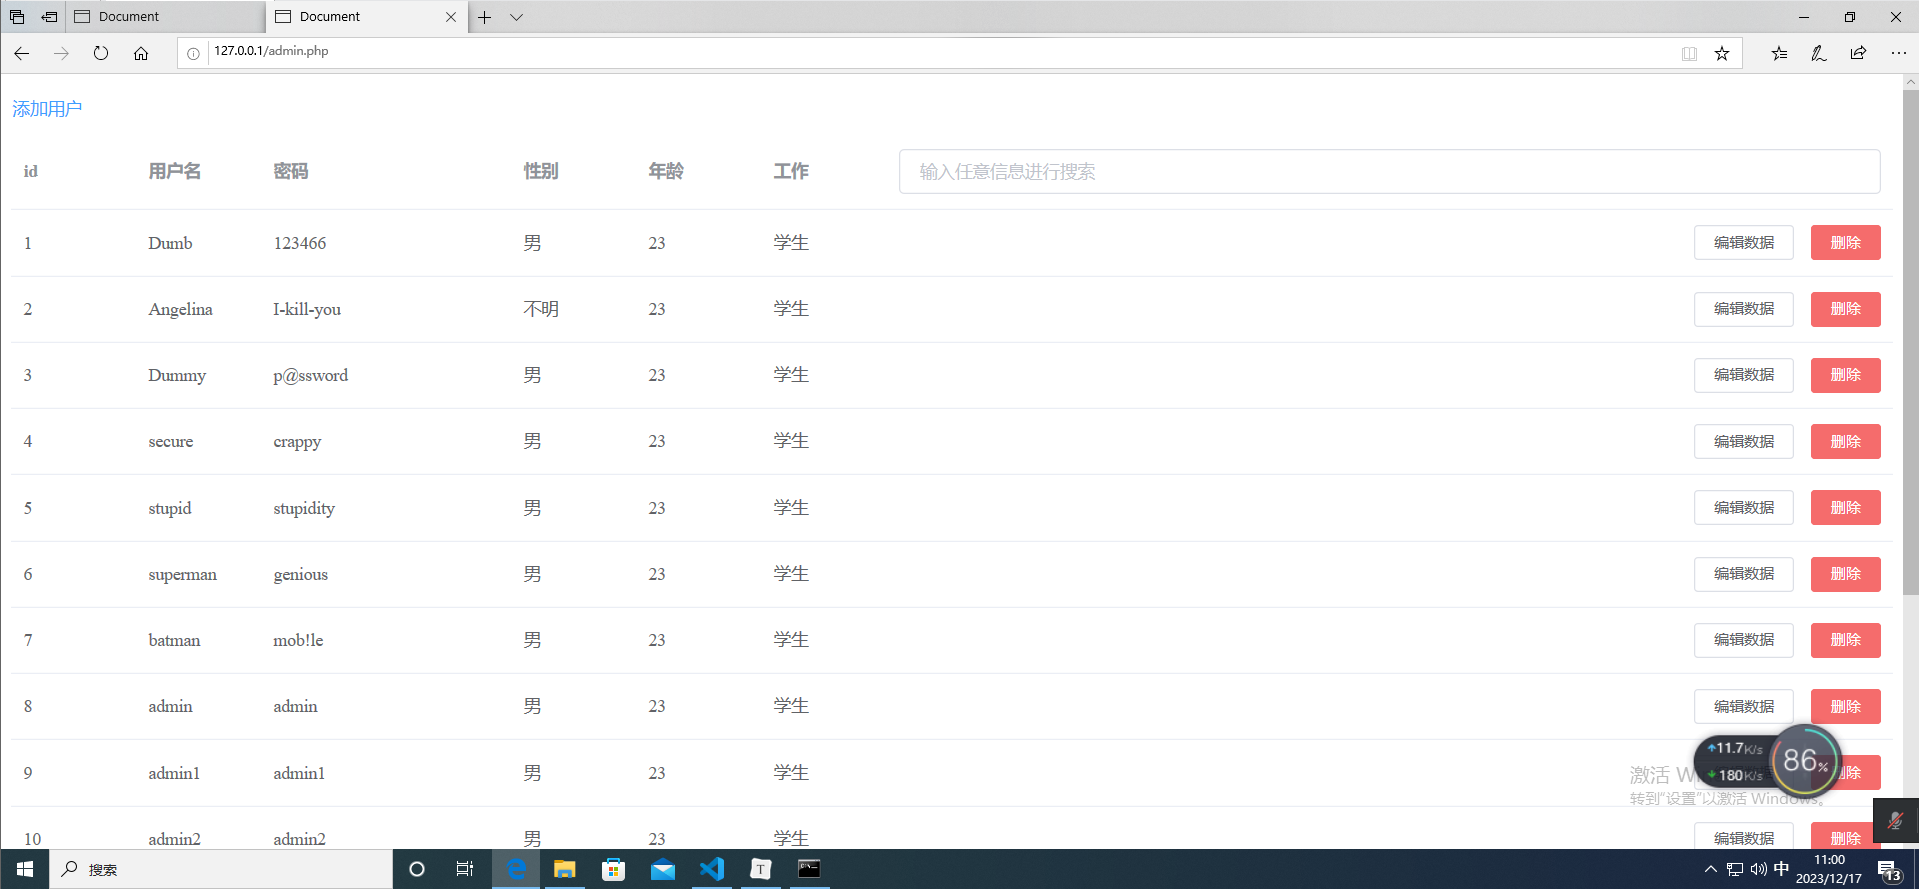 Document
Document
127.0.0.1/admin.php
添加用户
id 用户名 密码 性别 年龄 工作 输入任意信息进行搜索
1 Dumb 123466 男 23 学生 编辑数据 删除
2 Angelina I-kill-you 不明 23 学生 编辑数据 删除
3 Dummy p@ssword 男 23 学生 编辑数据 删除
4 secure crappy 男 23 学生 编辑数据 删除
5 stupid stupidity 男 23 学生 编辑数据 删除
6 superman genious 男 23 学生 编辑数据 删除
7 batman mob!le 男 23 学生 编辑数据 删除
8 admin admin 男 23 学生 编辑数据 删除
9 admin1 admin1 男 23 学生 删除
11.7K/s
180K/s
86%
激活 Wi
转到"设置"以激活 Windows。
10 admin2 admin2 男 23 学生 编辑数据 删除
搜索
T
中
11:00
2023/12/17
13